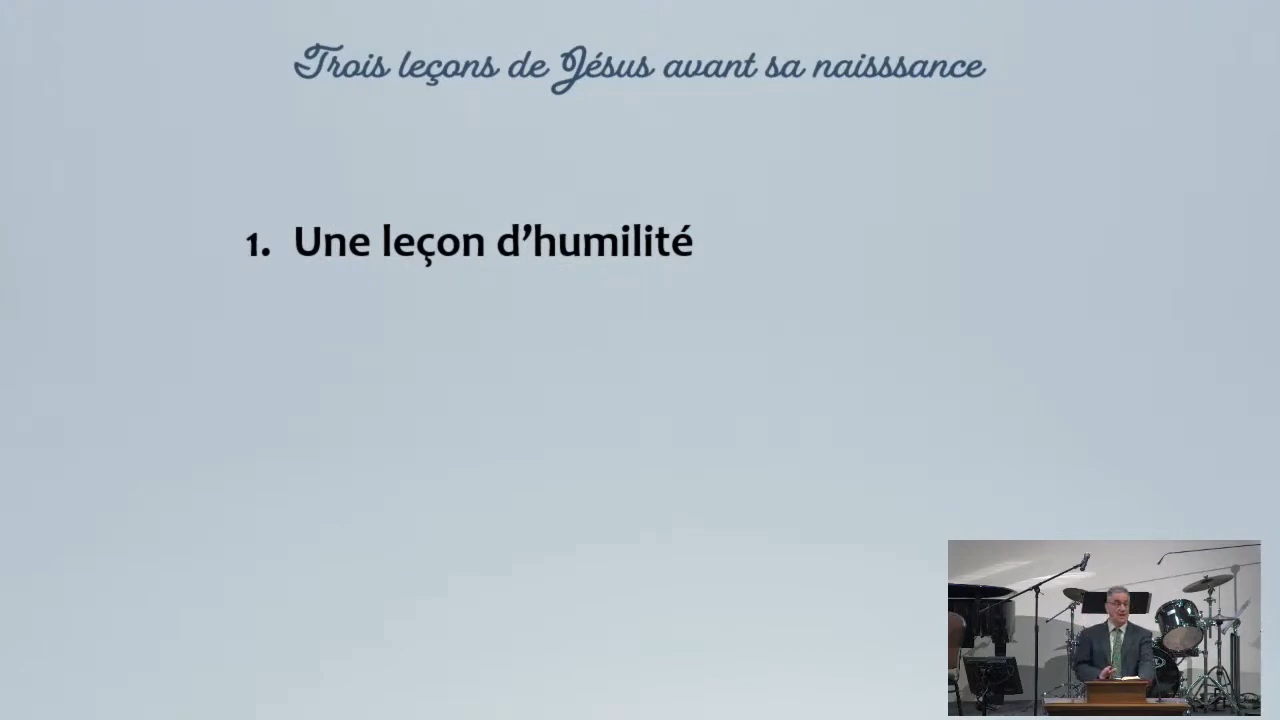 Trois leçons de Jésus avant sa naisssance
1. Une leçon d’humilité